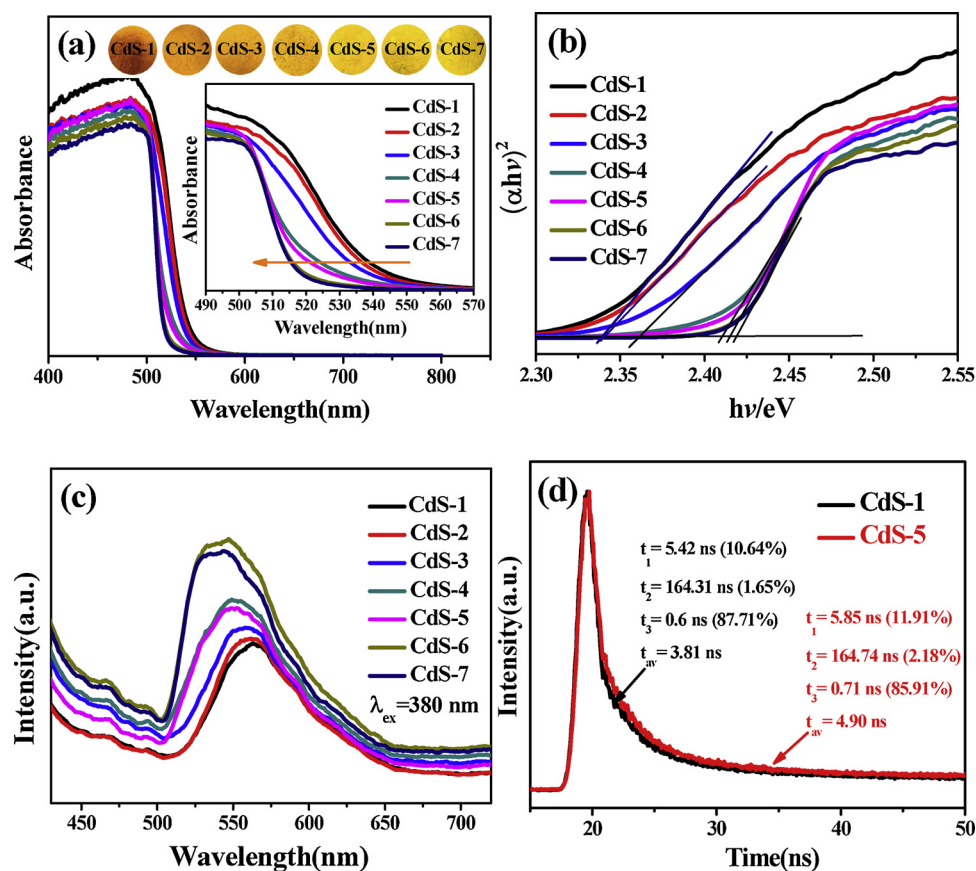 (a)
CdS-1 CdS-2 CdS-3 CdS-4 CdS-5 CdS-6 CdS-7
CdS-1
CdS-2
CdS-3
CdS-4
CdS-5
CdS-6
CdS-7
490 500 510 520 530 540 550 560 570
Wavelength(nm)
Absorbance
Absorbance
400 500 600 700 800
Wavelength(nm)
(b)
CdS-1
CdS-2
CdS-3
CdS-4
CdS-5
CdS-6
CdS-7
(αhν)²
2.30 2.35 2.40 2.45 2.50 2.55
hν/eV
(c)
CdS-1
CdS-2
CdS-3
CdS-4
CdS-5
CdS-6
CdS-7
λex=380 nm
Intensity(a.u.)
450 500 550 600 650 700
Wavelength(nm)
(d)
CdS-1
CdS-5
t1= 5.42 ns (10.64%)
t2= 164.31 ns (1.65%)
t3= 0.6 ns (87.71%)
tav= 3.81 ns
t1= 5.85 ns (11.91%)
t2= 164.74 ns (2.18%)
t3= 0.71 ns (85.91%)
tav= 4.90 ns
Intensity(a.u.)
20 30 40 50
Time(ns)